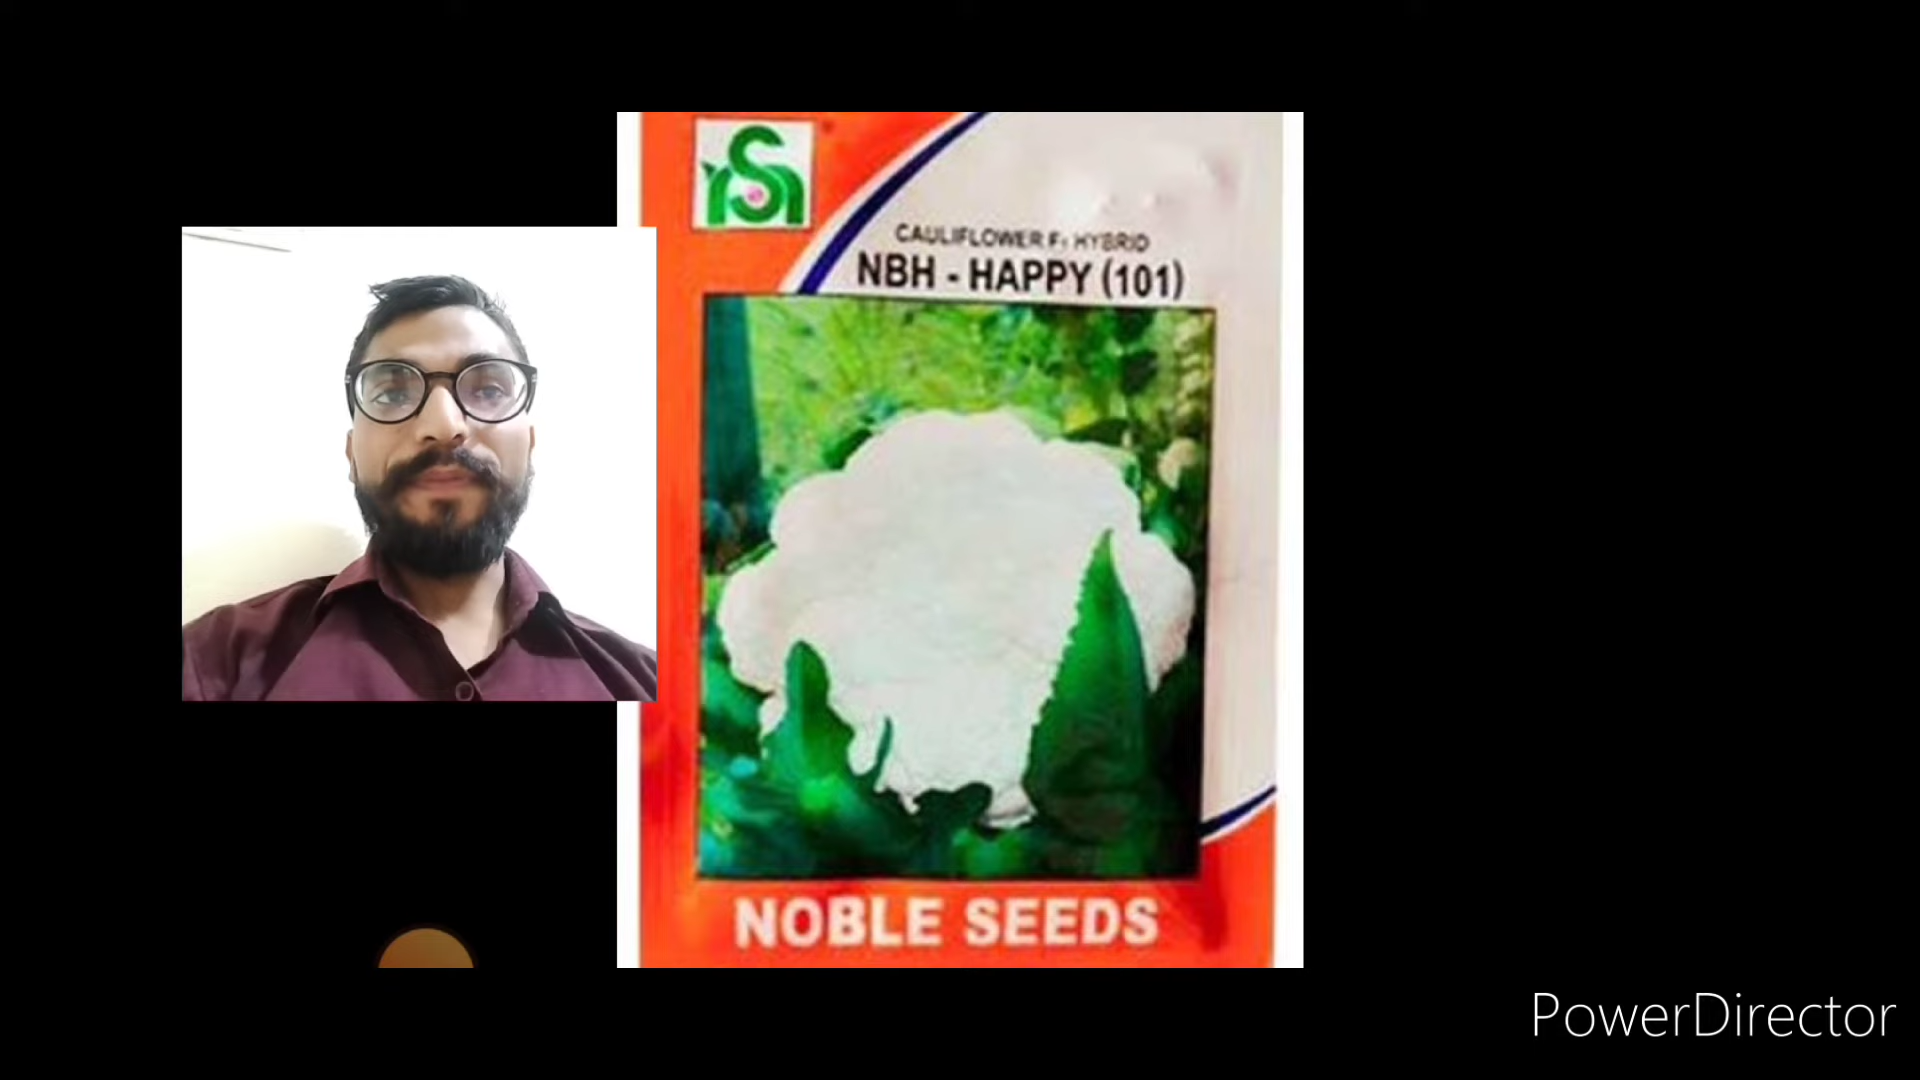 CAULIFLOWER F1 HYBRID
NBH - HAPPY (101)
NOBLE SEEDS
PowerDirector